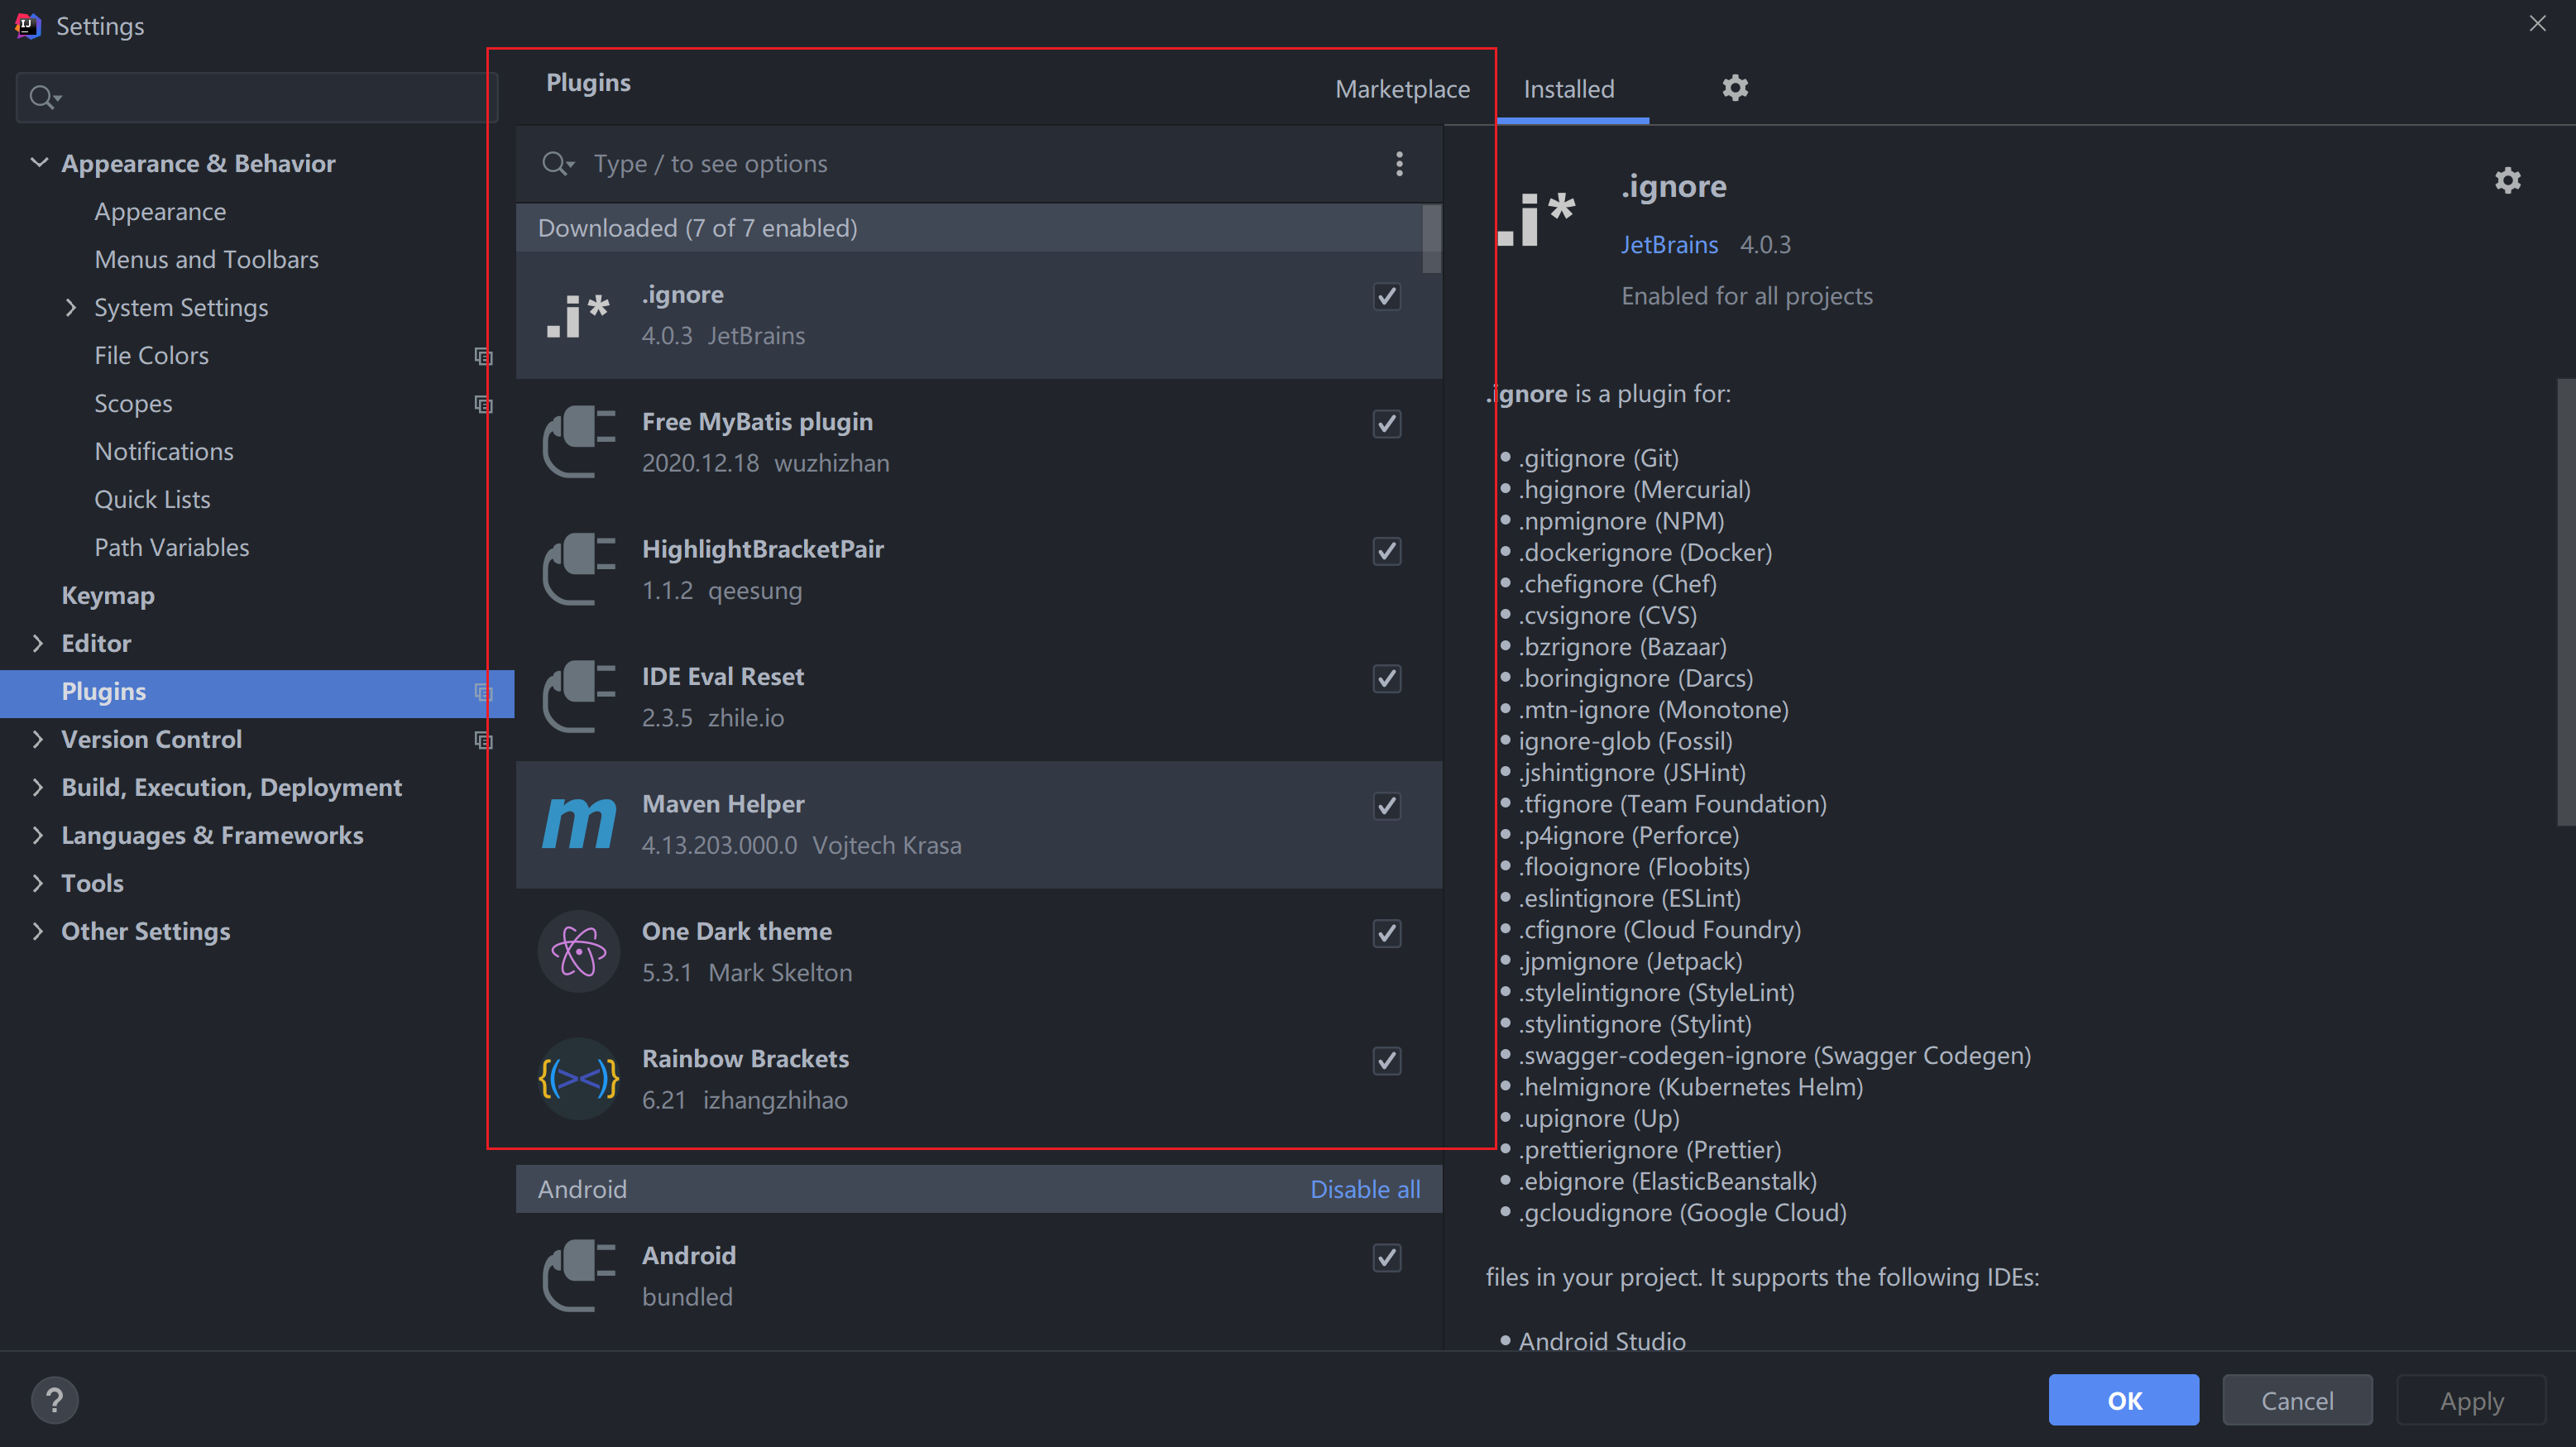 Settings
Appearance & Behavior
Appearance
Menus and Toolbars
System Settings
File Colors
Scopes
Notifications
Quick Lists
Path Variables
Keymap
Editor
Plugins
Version Control
Build, Execution, Deployment
Languages & Frameworks
Tools
Other Settings
Plugins
Marketplace
Installed
Type / to see options
Downloaded (7 of 7 enabled)
.i*
.ignore
4.0.3 JetBrains
Free MyBatis plugin
2020.12.18 wuzhizhan
HighlightBracketPair
1.1.2 qeesung
IDE Eval Reset
2.3.5 zhile.io
m
Maven Helper
4.13.203.000.0 Vojtech Krasa
One Dark theme
5.3.1 Mark Skelton
{(><)}
Rainbow Brackets
6.21 izhangzhihao
Android
Disable all
Android
bundled
.i*
.ignore
JetBrains 4.0.3
Enabled for all projects
.ignore is a plugin for:
• .gitignore (Git)
• .hgignore (Mercurial)
• .npmignore (NPM)
• .dockerignore (Docker)
• .chefignore (Chef)
• .cvsignore (CVS)
• .bzrignore (Bazaar)
• .boringignore (Darcs)
• .mtn-ignore (Monotone)
• ignore-glob (Fossil)
• .jshintignore (JSHint)
• .tfignore (Team Foundation)
• .p4ignore (Perforce)
• .flooignore (Floobits)
• .eslintignore (ESLint)
• .cfignore (Cloud Foundry)
• .jpmignore (Jetpack)
• .stylelintignore (StyleLint)
• .stylintignore (Stylint)
• .swagger-codegen-ignore (Swagger Codegen)
• .helmignore (Kubernetes Helm)
• .upignore (Up)
• .prettierignore (Prettier)
• .ebignore (ElasticBeanstalk)
• .gcloudignore (Google Cloud)
files in your project. It supports the following IDEs:
• Android Studio
?
OK
Cancel
Apply